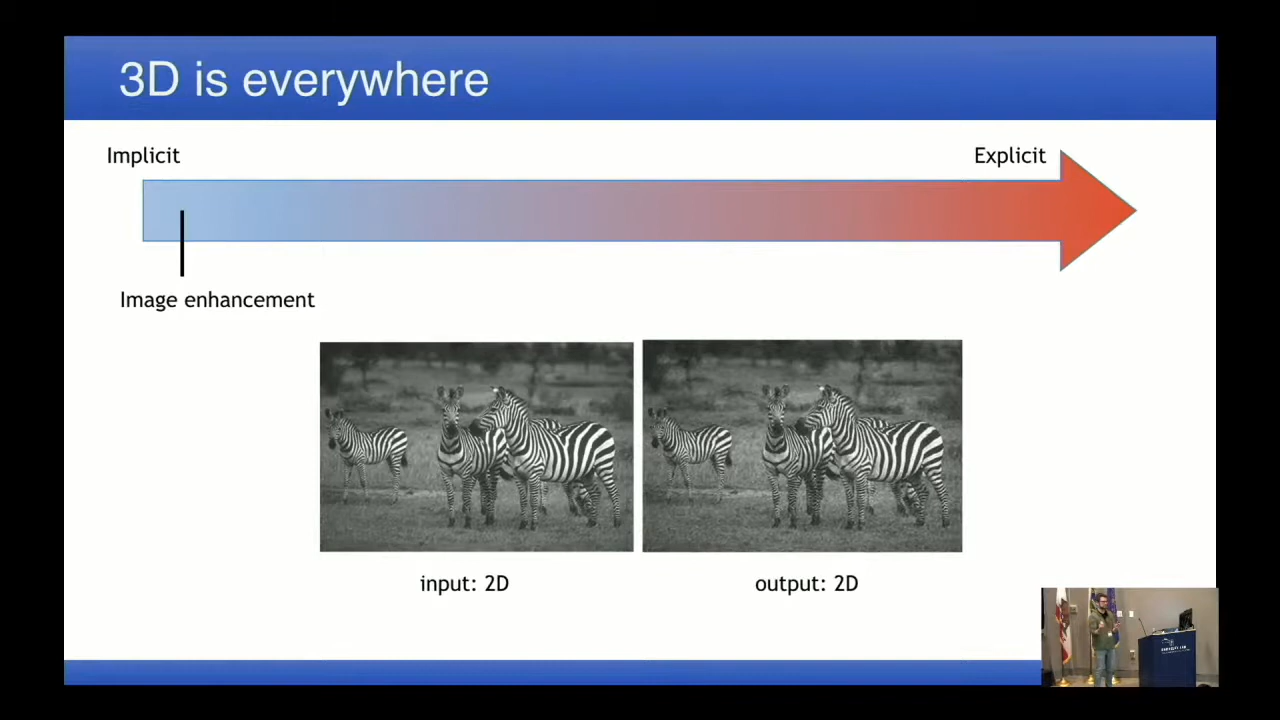 3D is everywhere
Implicit
Explicit
Image enhancement
input: 2D
output: 2D